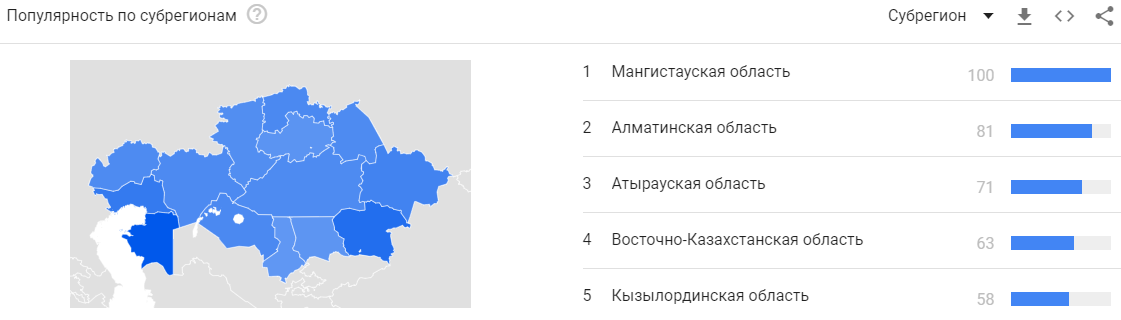 Популярность по субрегионам ?
Субрегион
1 Мангистауская область 100
2 Алматинская область 81
3 Атырауская область 71
4 Восточно-Казахстанская область 63
5 Кызылординская область 58